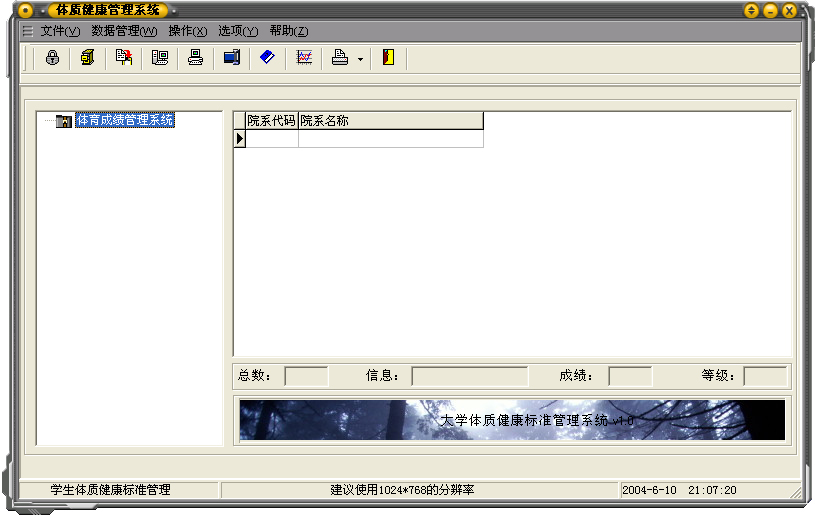 体质健康管理系统
文件(V) 数据管理(W) 操作(X) 选项(Y) 帮助(Z)
体育成绩管理系统
院系代码 院系名称
总数： 信息： 成绩： 等级：
大学体质健康标准管理系统 v1.0
学生体质健康标准管理 建议使用1024*768的分辨率 2004-6-10 21:07:20